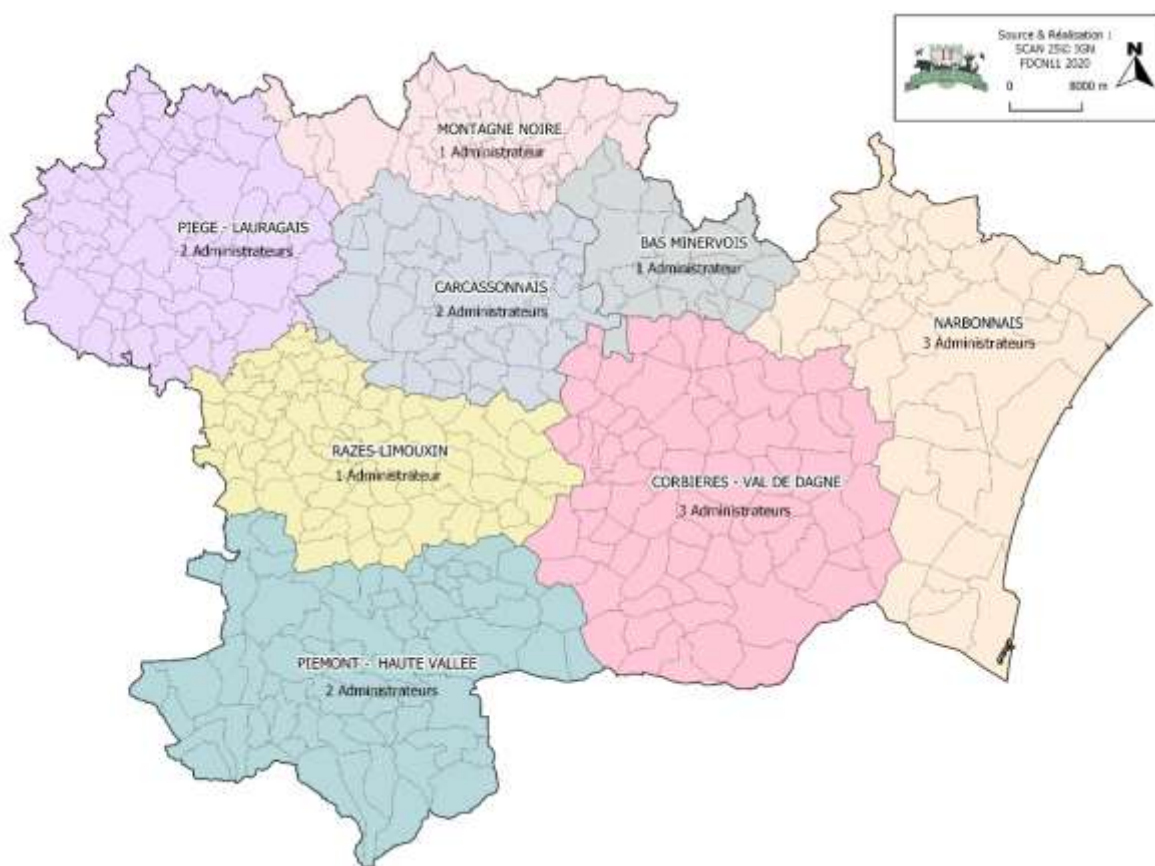 Source & Réalisation :
SCAN 25© IGN
FDCN11 2020
N
0 8000 m
MONTAGNE NOIRE
1 Administrateur
PIEGE - LAURAGAIS
2 Administrateurs
BAS MINERVOIS
1 Administrateur
CARCASSONNAIS
2 Administrateurs
NARBONNAIS
3 Administrateurs
RAZES-LIMOUXIN
1 Administrateur
CORBIERES - VAL DE DAGNE
3 Administrateurs
PIEMONT - HAUTE VALLEE
2 Administrateurs